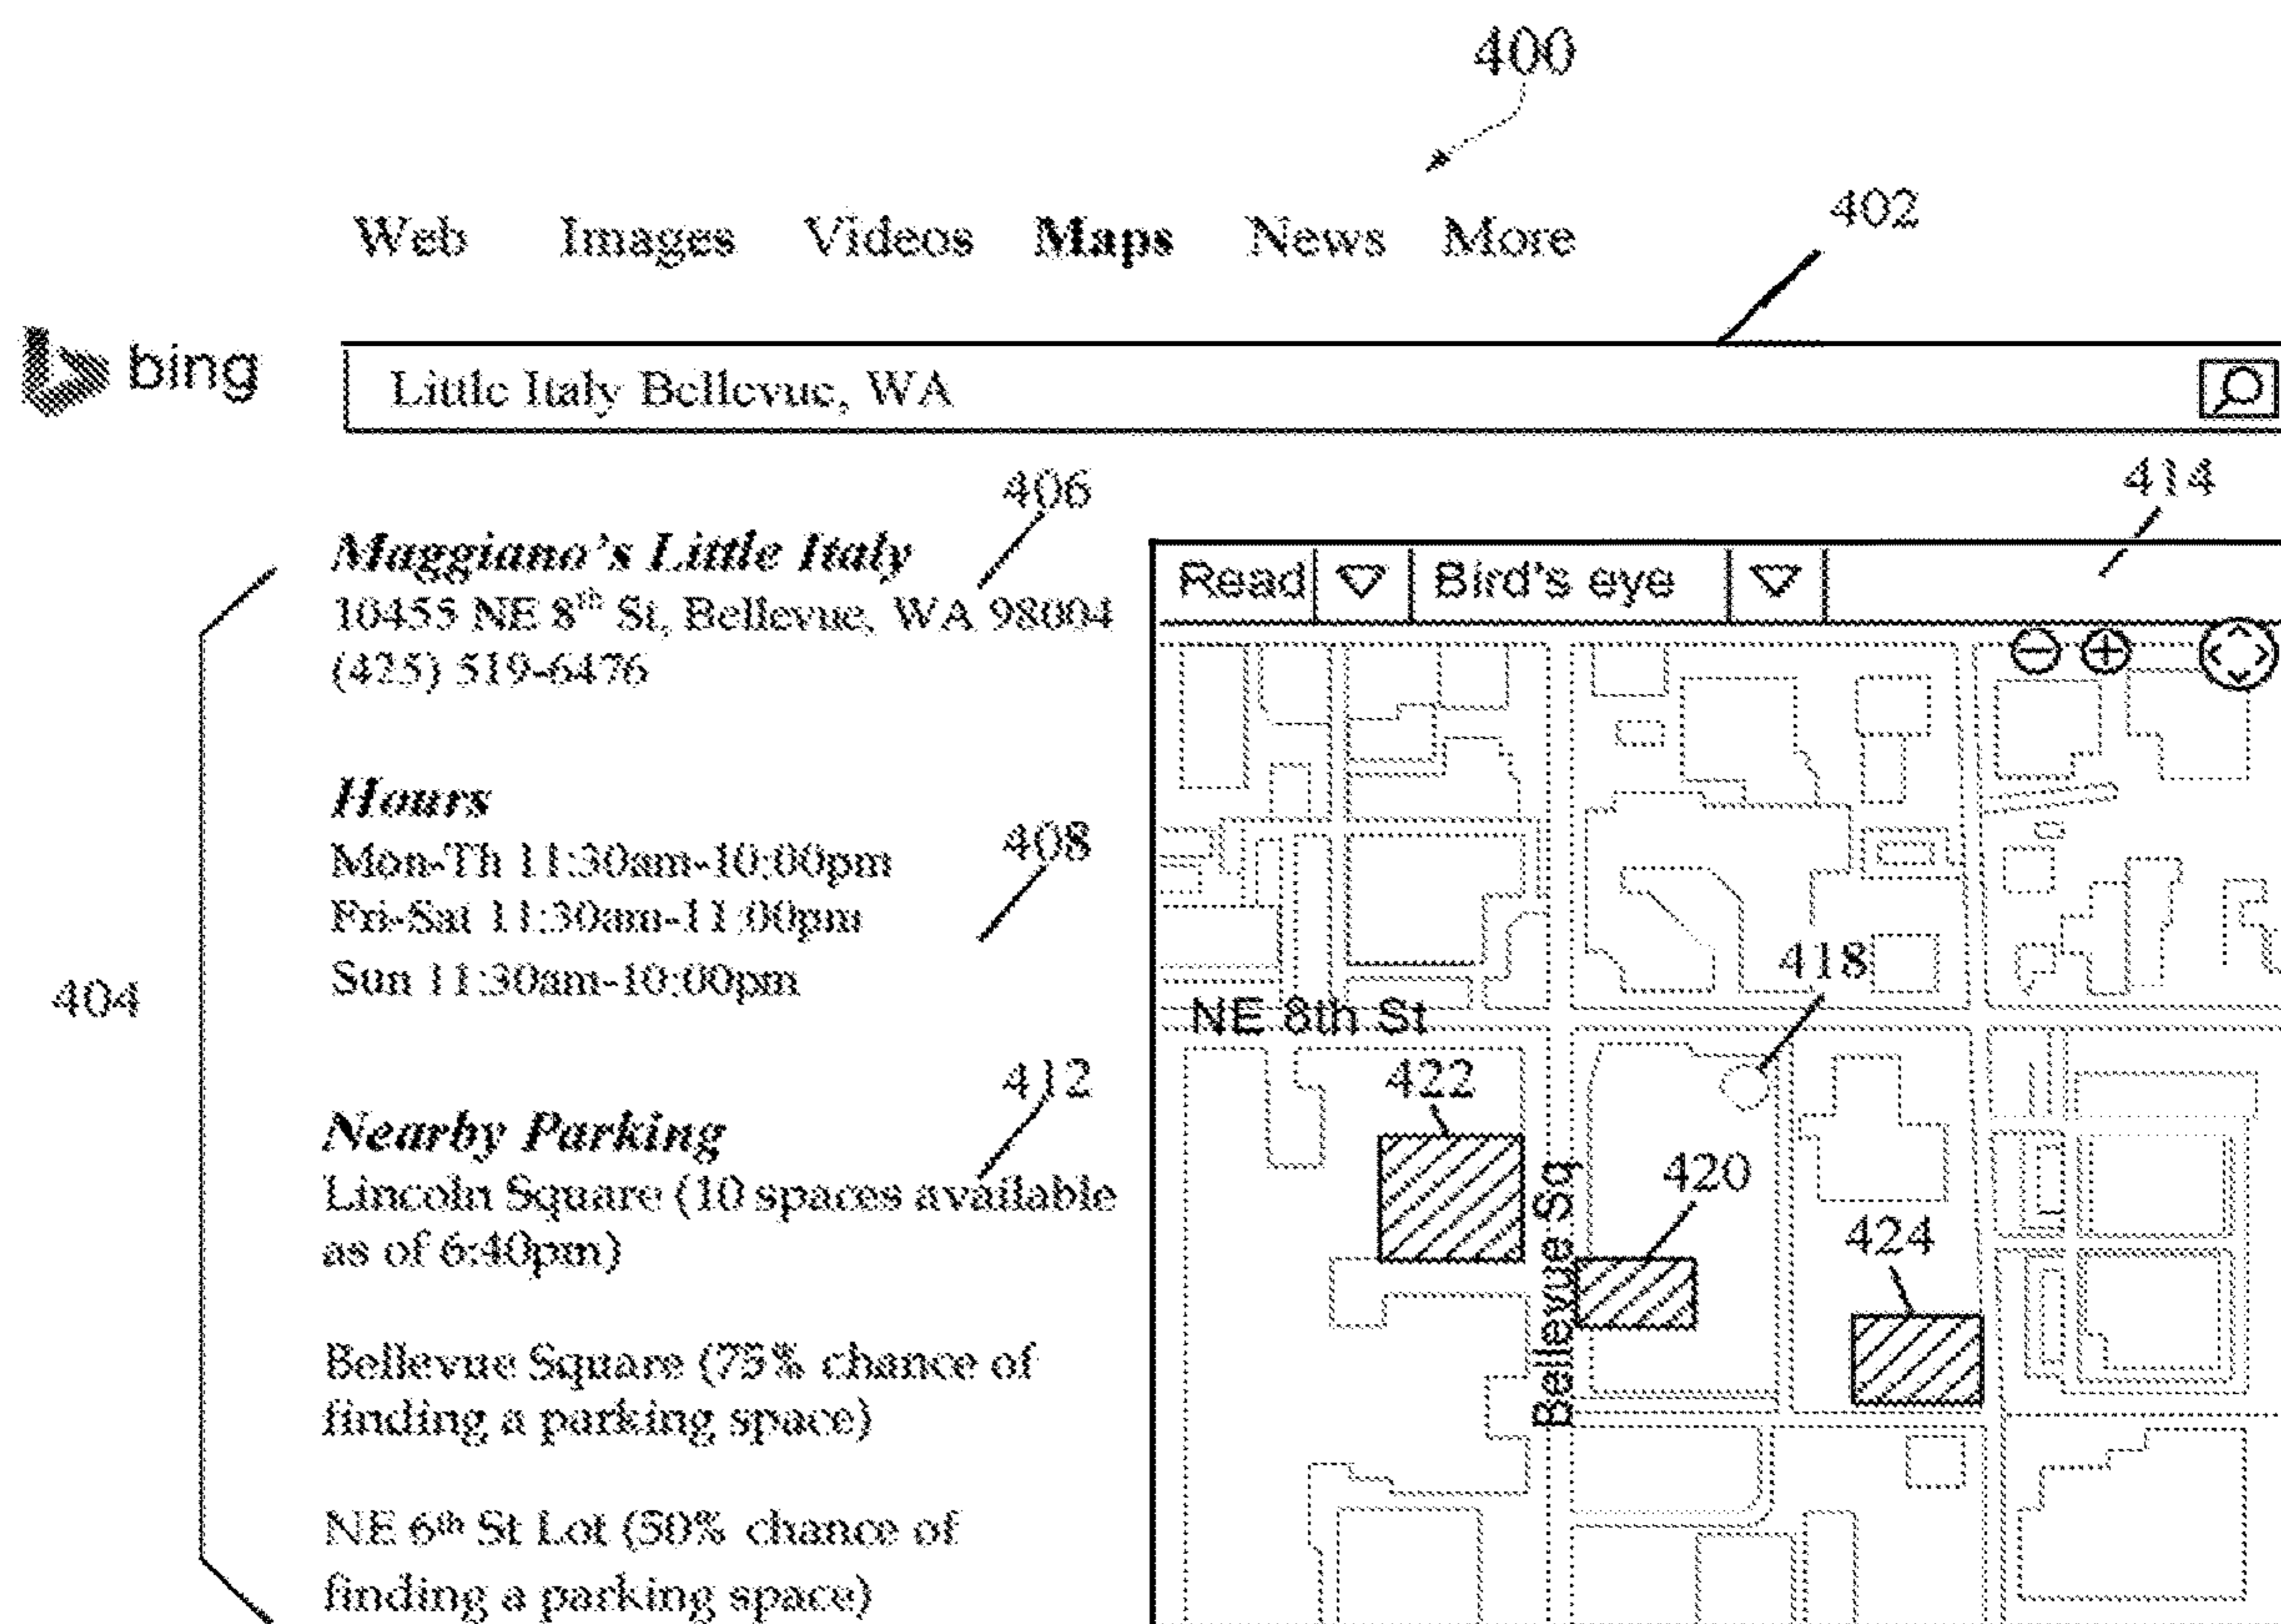 400
Web Images Videos Maps News More
402
bing
Little Italy Bellevue, WA
406
414
Maggiano's Little Italy
10455 NE 8th St, Bellevue, WA 98004
(425) 519-6476
Read Bird's eye
Hours
408
Mon-Th 11:30am-10:00pm
Fri-Sat 11:30am-11:00pm
Sun 11:30am-10:00pm
404
418
NE 8th St
412
422
Nearby Parking
Lincoln Square (10 spaces available
as of 6:40pm)
420
Bellevue Sq
424
Bellevue Square (75% chance of
finding a parking space)
NE 6th St Lot (50% chance of
finding a parking space)